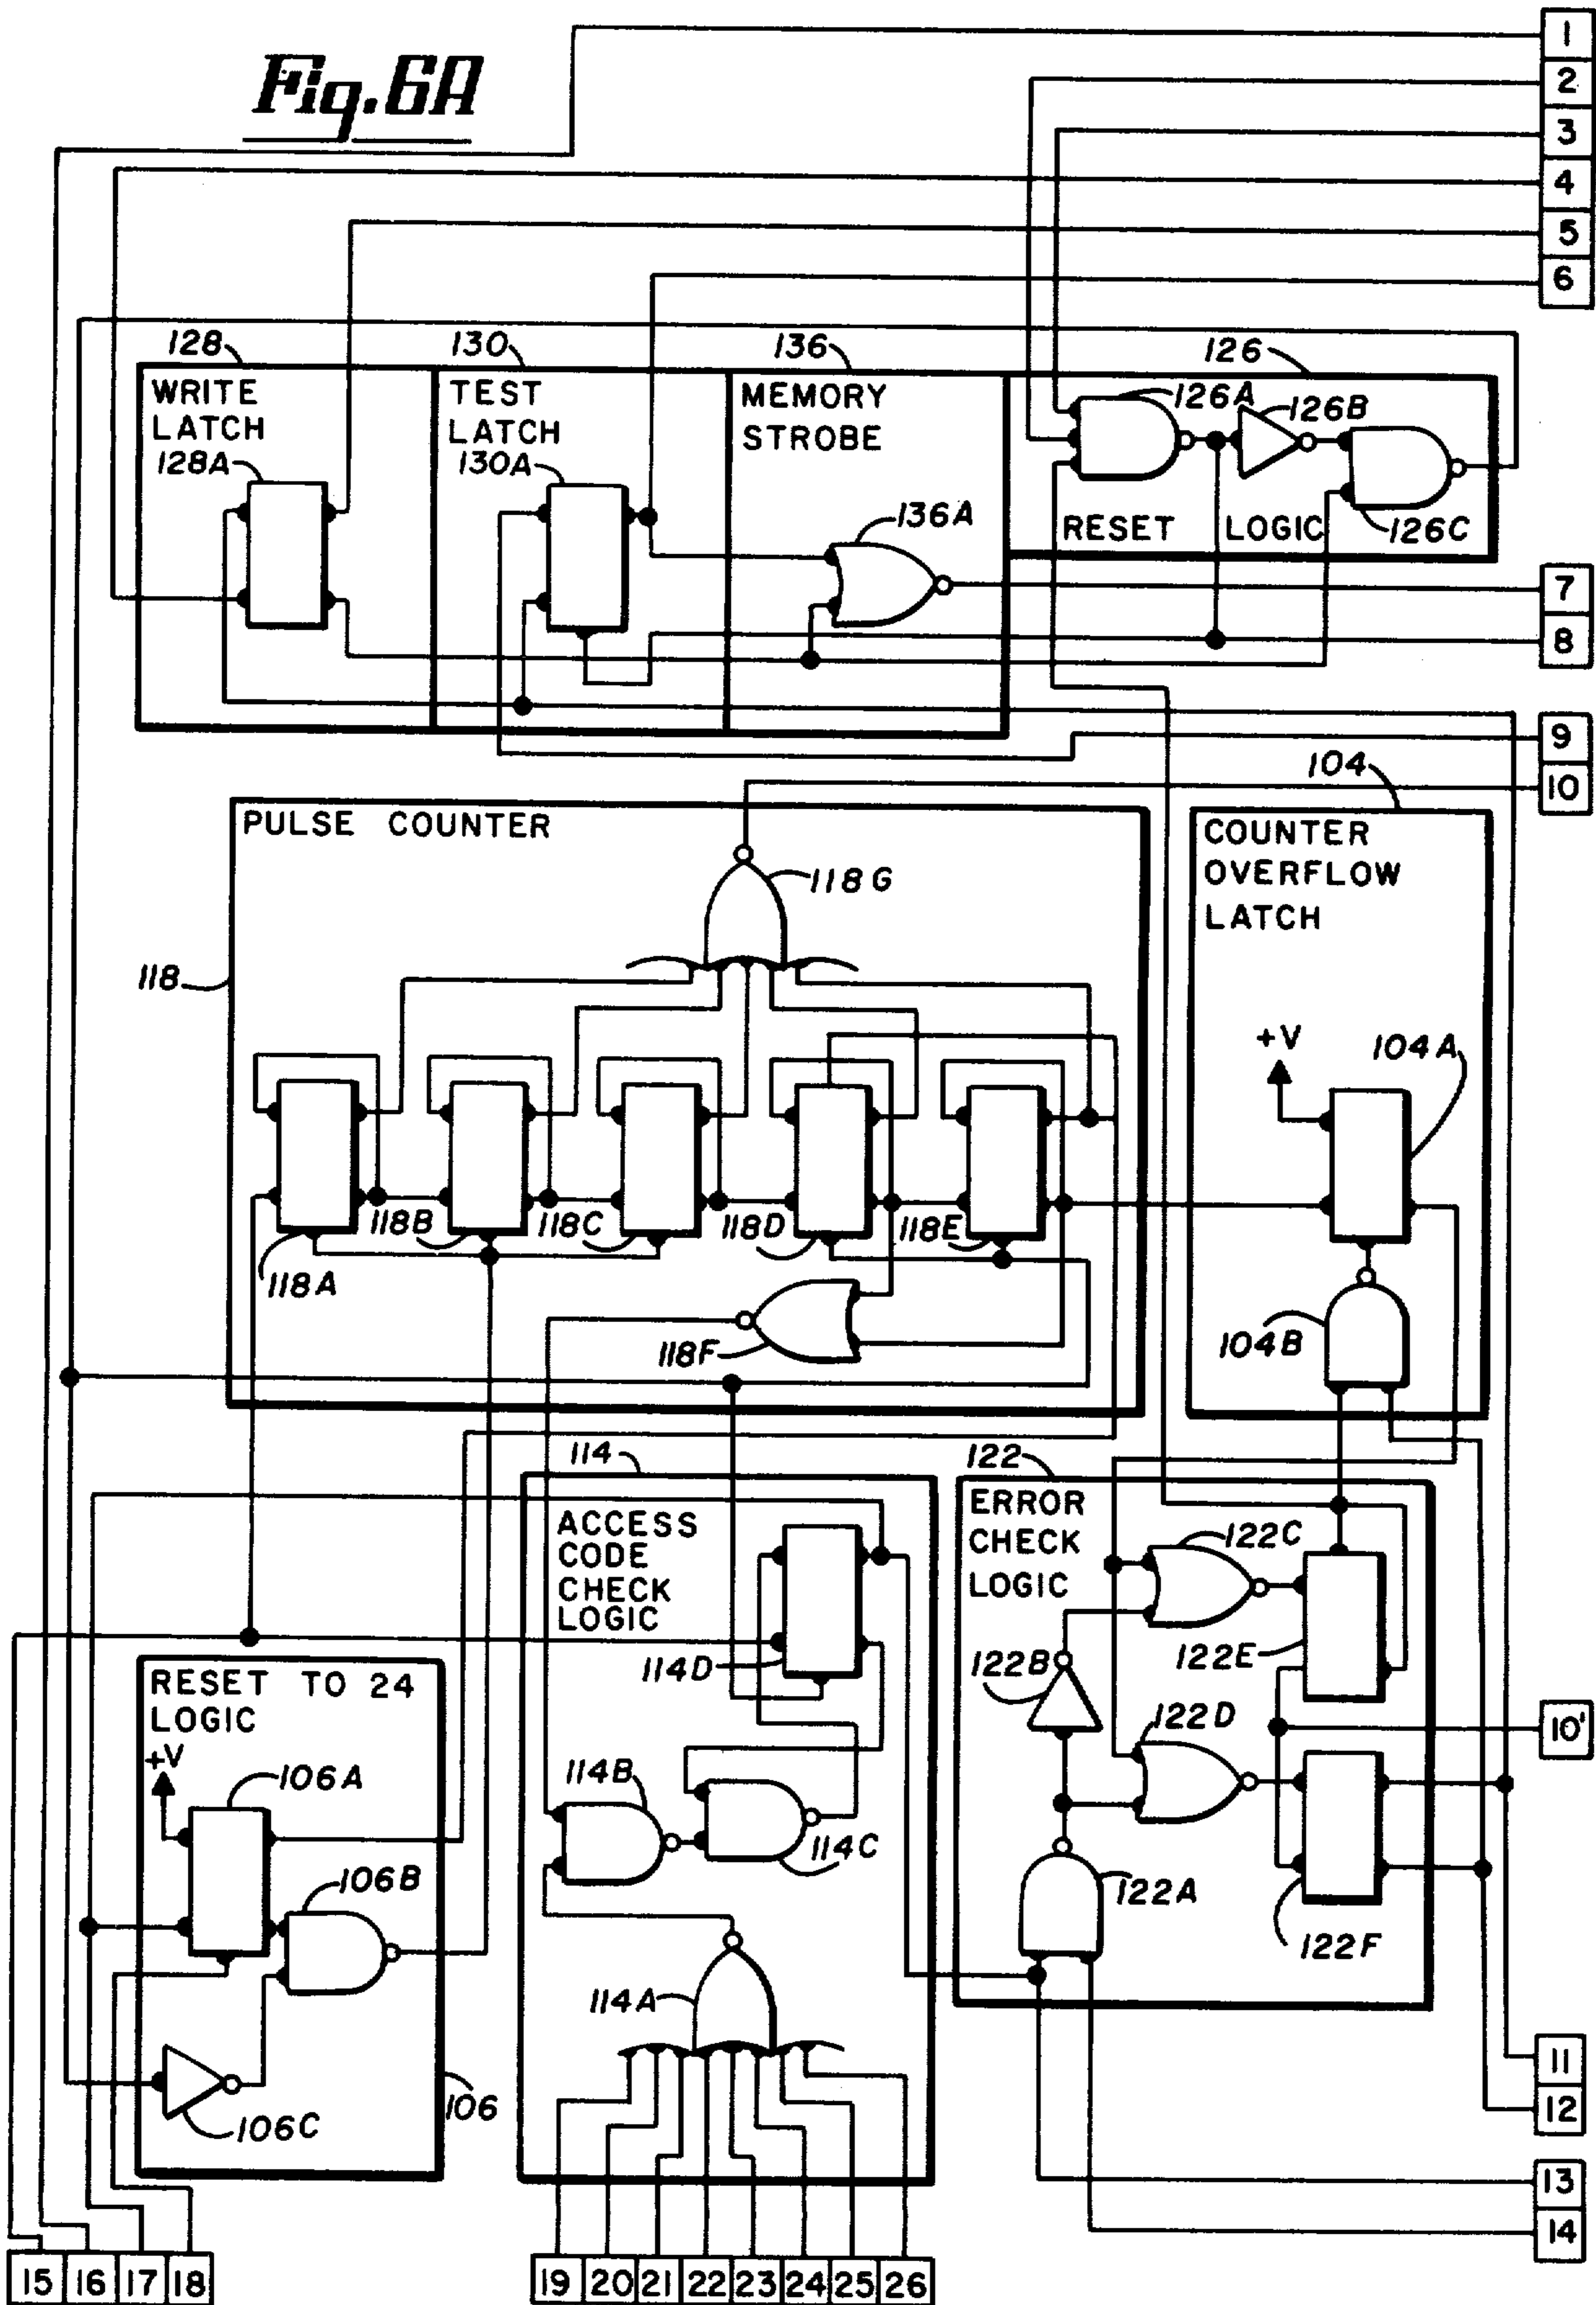 Fig. 6A
1
2
3
4
5
6
128
130
136
126
WRITE
LATCH
128A
TEST
LATCH
130A
MEMORY
STROBE
136A
126A
126B
126C
RESET LOGIC
7
8
9
10
104
PULSE COUNTER
118G
118
COUNTER
OVERFLOW
LATCH
+V
104A
118A
118B
118C
118D
118E
118F
104B
114
122
ACCESS
CODE
CHECK
LOGIC
114D
ERROR
CHECK
LOGIC
122C
122B
122E
122D
10'
RESET TO 24
LOGIC
+V
106A
106B
106C
106
114B
114C
114A
122A
122F
11
12
13
14
15 16 17 18
19 20 21 22 23 24 25 26